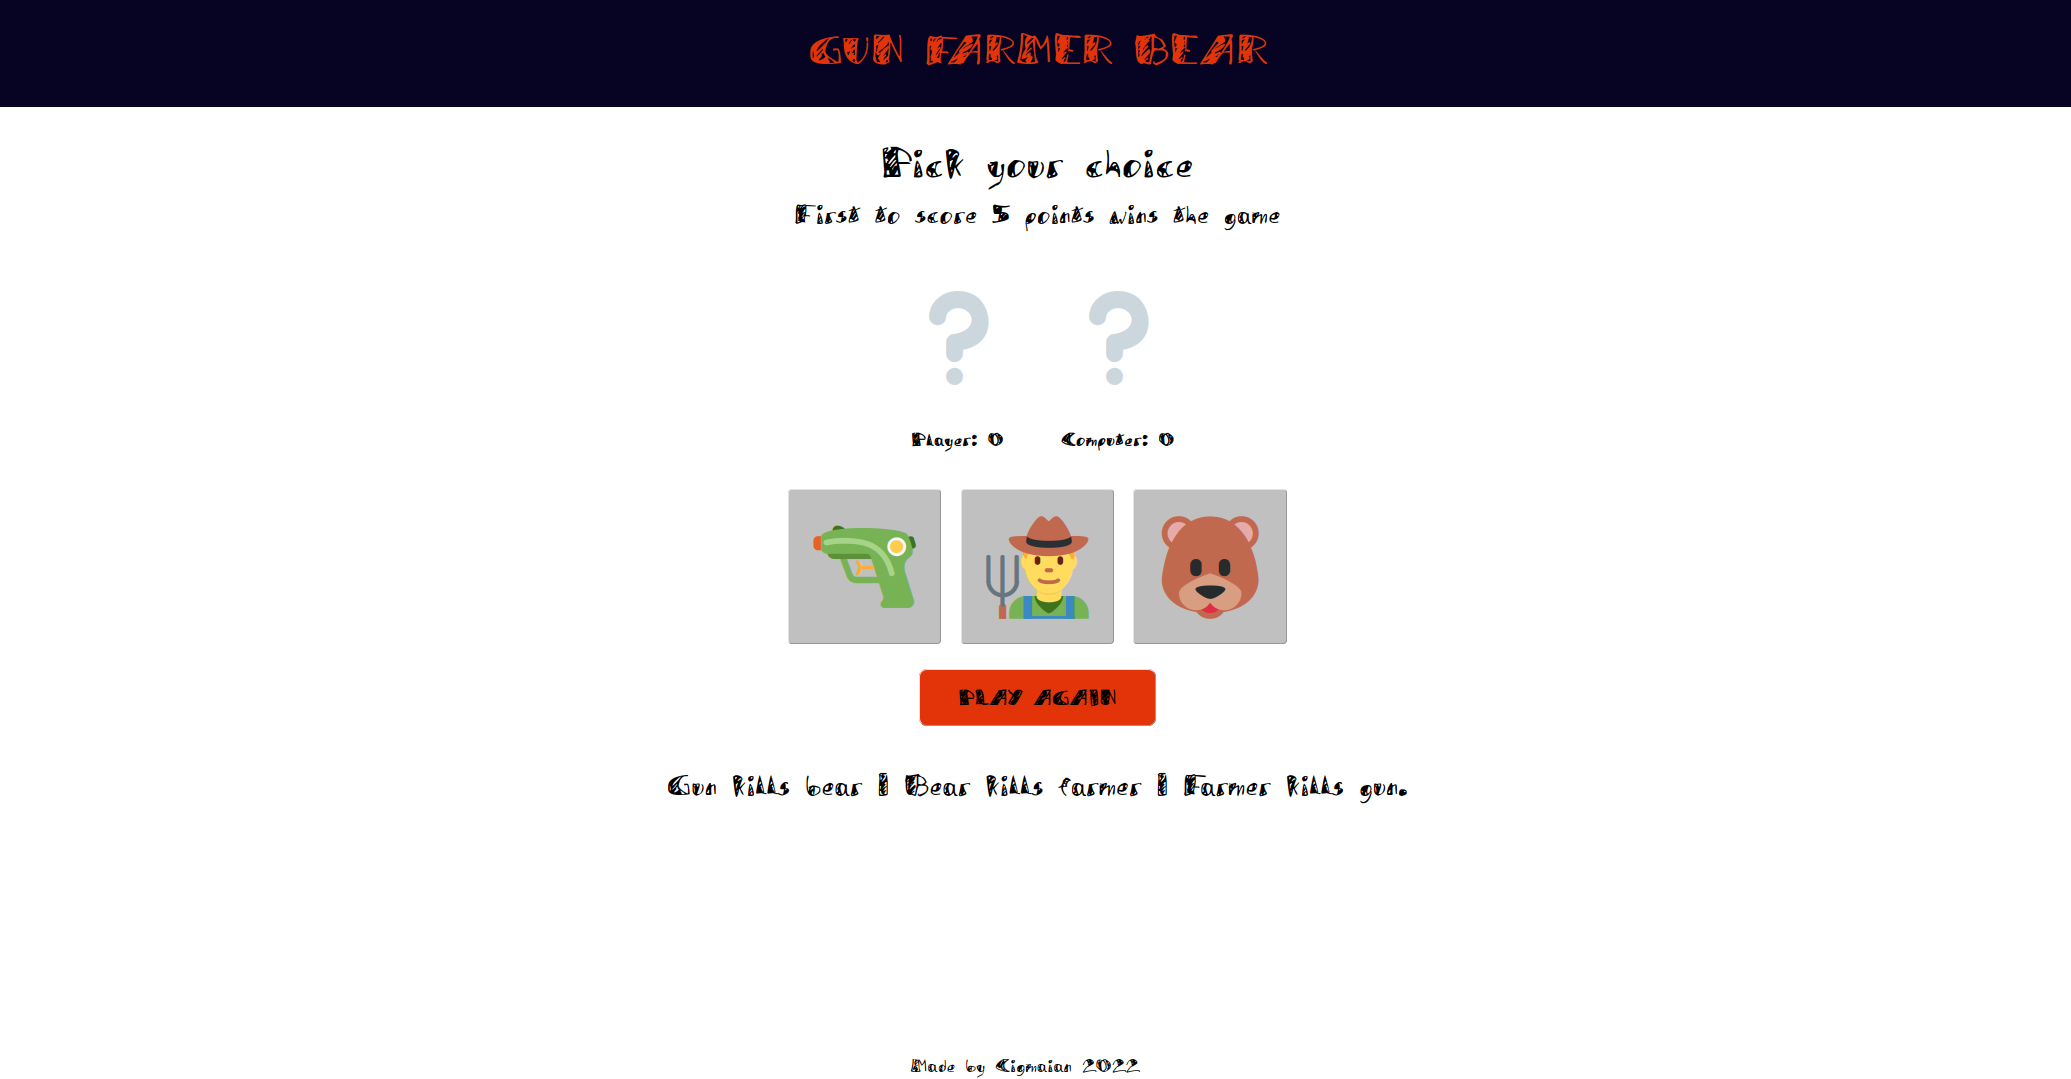 GUN FARMER BEAR
Pick your choice
First to score 5 points wins the game
Player: 0 Computer: 0
PLAY AGAIN
Gun kills bear | Bear kills farmer | Farmer kills gun.
Made by Cigmaian 2022